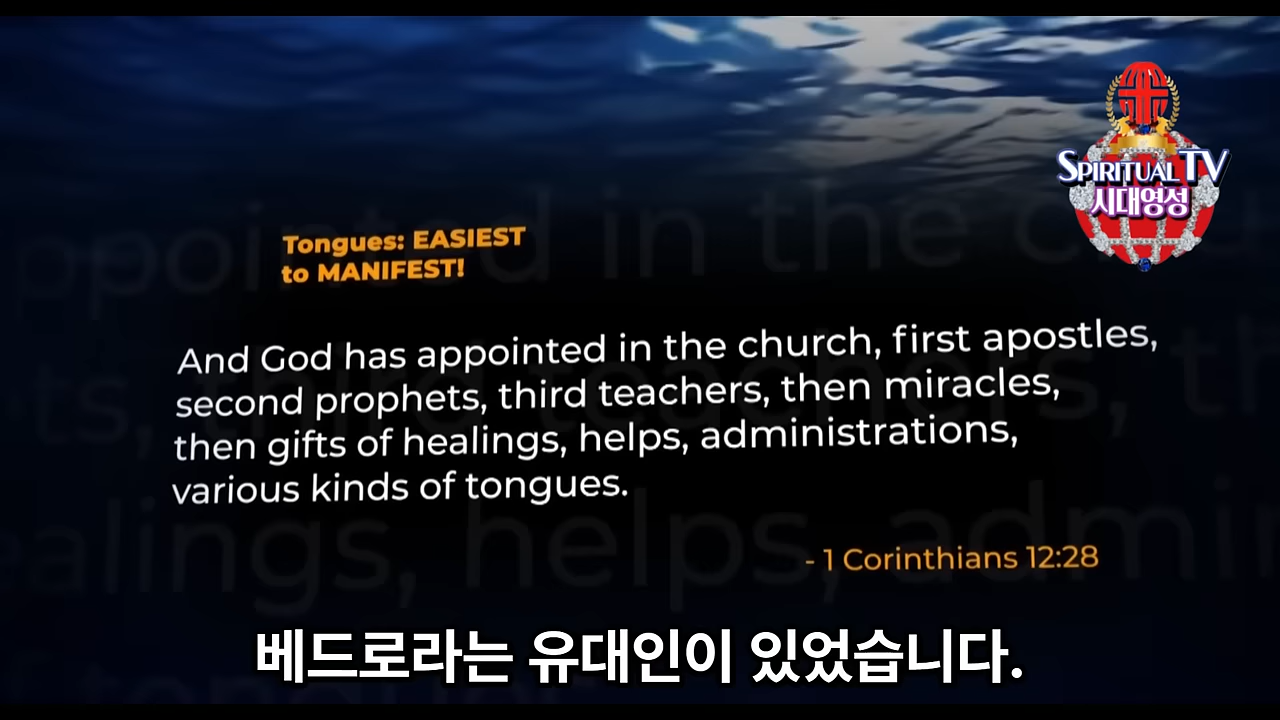 SPIRITUAL TV
시대영성
Tongues: EASIEST
to MANIFEST!
And God has appointed in the church, first apostles,
second prophets, third teachers, then miracles,
then gifts of healings, helps, administrations,
various kinds of tongues.
- 1 Corinthians 12:28
베드로라는 유대인이 있었습니다.